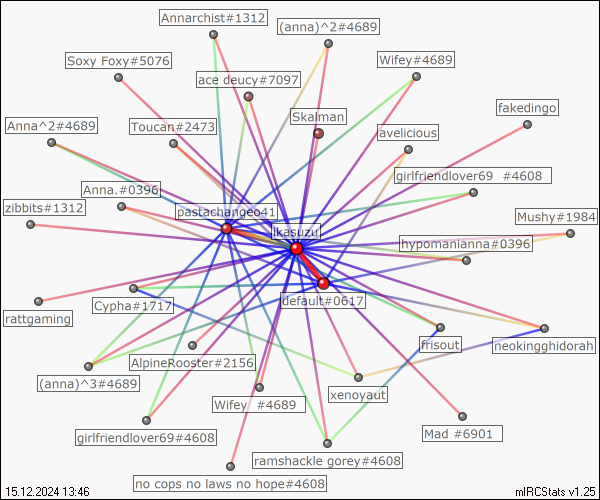 Annarchist#1312
(anna)^2#4689
Soxy Foxy#5076
Wifey#4689
ace deucy#7097
fakedingo
Skalman
Anna^2#4689
Toucan#2473
avelicious
girlfriendlover69 #4608
Anna.#0396
zibbits#1312
pastachangeo41
Mushy#1984
ikasuzu
hypomanianna#0396
default#0617
Cypha#1717
rattgaming
frisout
neokingghidorah
AlpineRooster#2156
(anna)^3#4689
xenoyaut
Wifey #4689
girlfriendlover69#4608
Mad #6901
ramshackle gorey#4608
no cops no laws no hope#4608
15.12.2024 13:46
mIRCStats v1.25